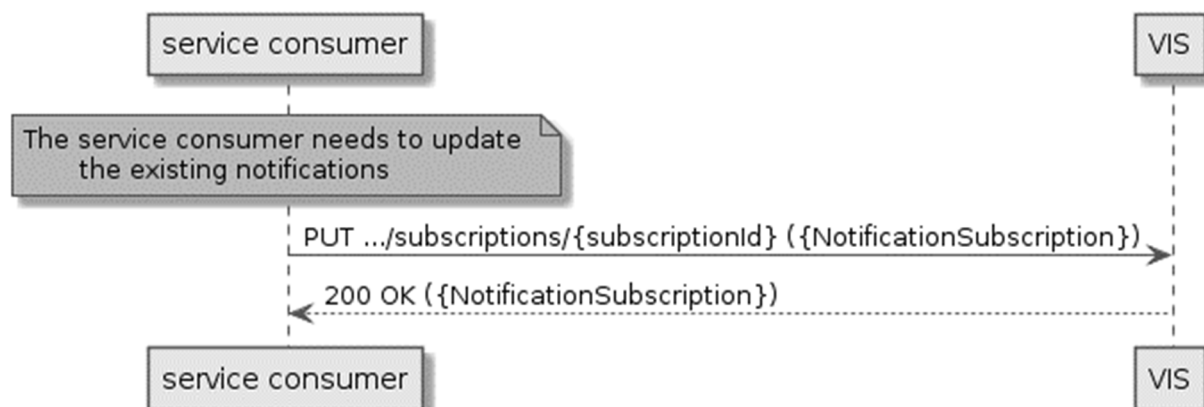 service consumer
VIS
The service consumer needs to update
the existing notifications
PUT .../subscriptions/{subscriptionId} ({NotificationSubscription})
200 OK ({NotificationSubscription})
service consumer
VIS